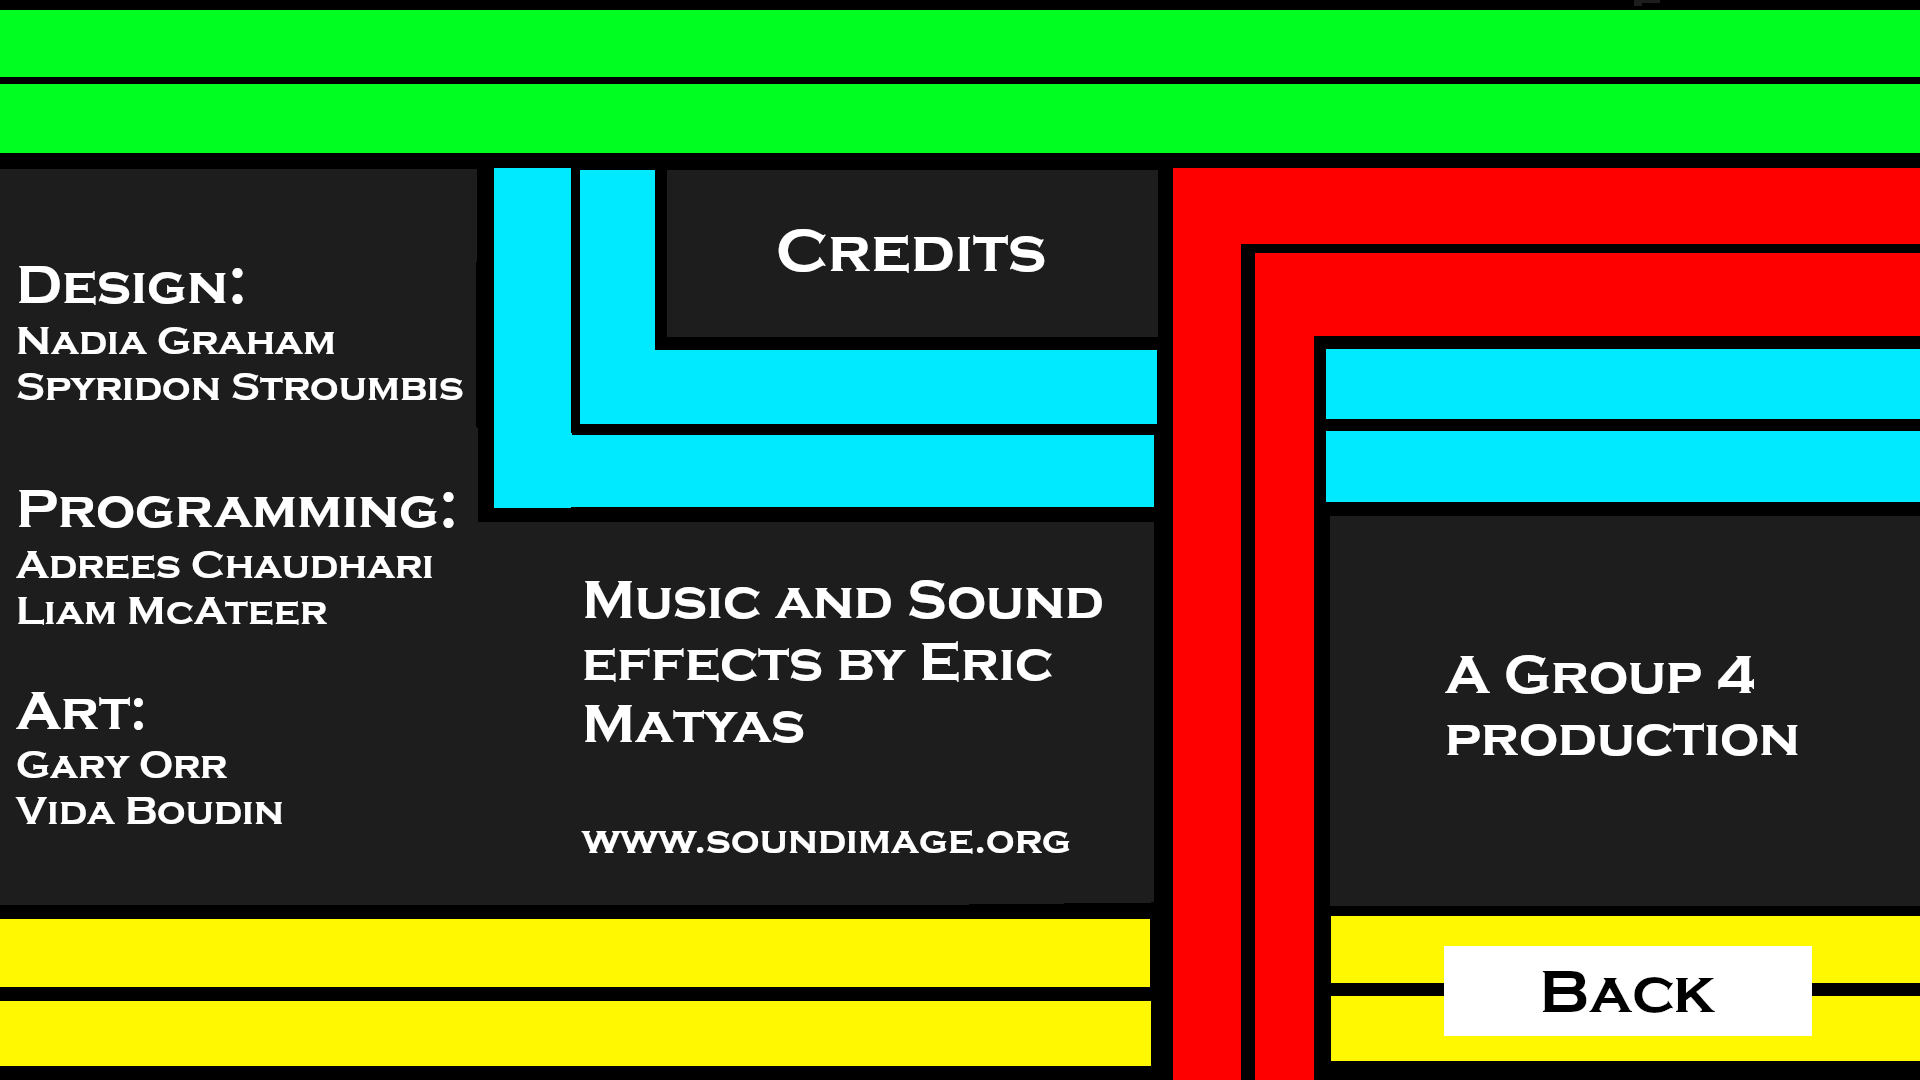 Credits
Design:
Nadia Graham
Spyridon Stroumbis
Programming:
Adrees Chaudhari
Liam McAteer
Art:
Gary Orr
Vida Boudin
Music and Sound
effects by Eric
Matyas
www.soundimage.org
A Group 4
production
Back